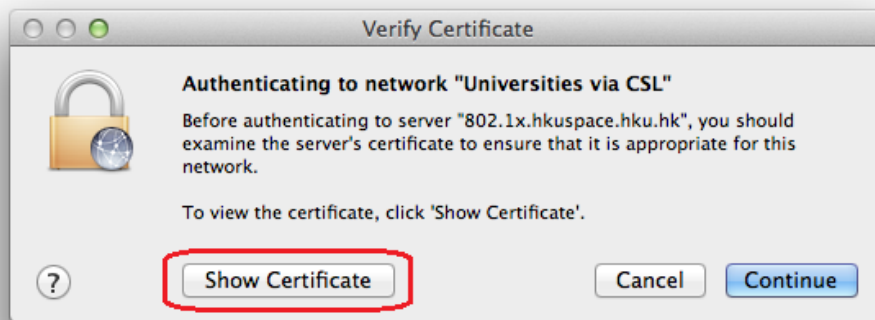 Verify Certificate
Authenticating to network "Universities via CSL"
Before authenticating to server "802.1x.hkuspace.hku.hk", you should
examine the server's certificate to ensure that it is appropriate for this
network.
To view the certificate, click 'Show Certificate'.
?
Show Certificate
Cancel
Continue